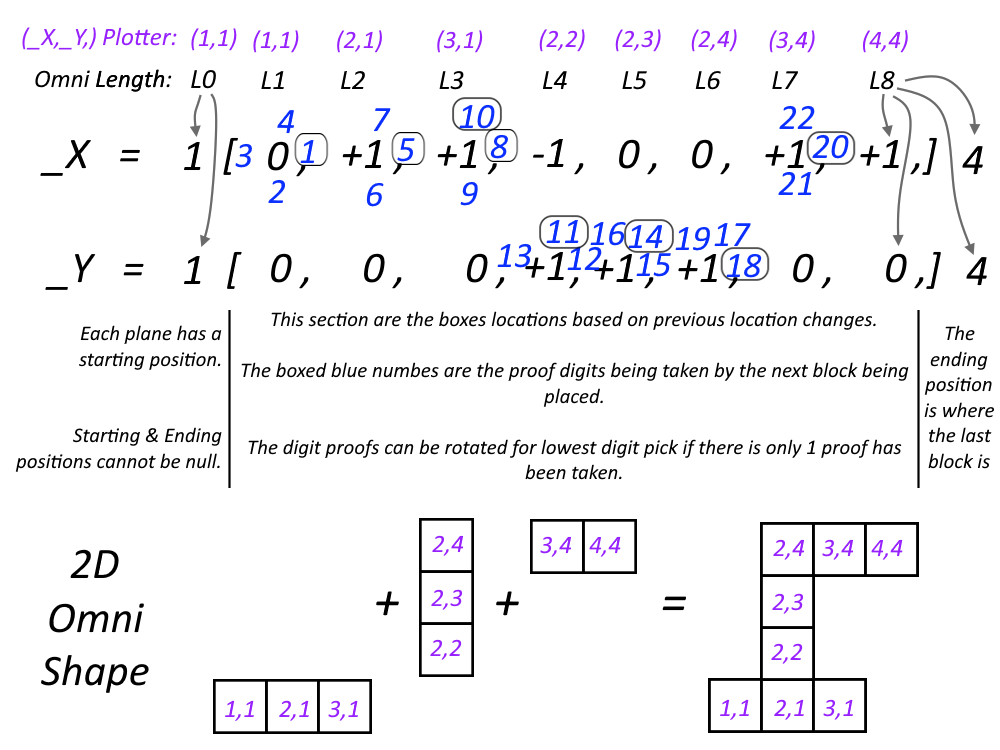 (_X,_Y,) Plotter: (1,1) (1,1) (2,1) (3,1) (2,2) (2,3) (2,4) (3,4) (4,4)
Omni Length: L0 L1 L2 L3 L4 L5 L6 L7 L8
4 7 10 22
_X = 1 [3 0, 1 +1, 5 +1, 8 -1, 0, 0, +1, 20 +1,] 4
2 6 9 21
11 16 14 19 17
_Y = 1 [ 0, 0, 0, 13 +1, 12 +1, 15 +1, 18 0, 0,] 4
Each plane has a
starting position.
Starting & Ending
positions cannot be null.
This section are the boxes locations based on previous location changes.
The boxed blue numbes are the proof digits being taken by the next block being
placed.
The digit proofs can be rotated for lowest digit pick if there is only 1 proof has
been taken.
The
ending
position
is where
the last
block is
2D
Omni
Shape
1,1 2,1 3,1
+
2,4
2,3
2,2
+
3,4 4,4
=
2,4 3,4 4,4
2,3
2,2
1,1 2,1 3,1